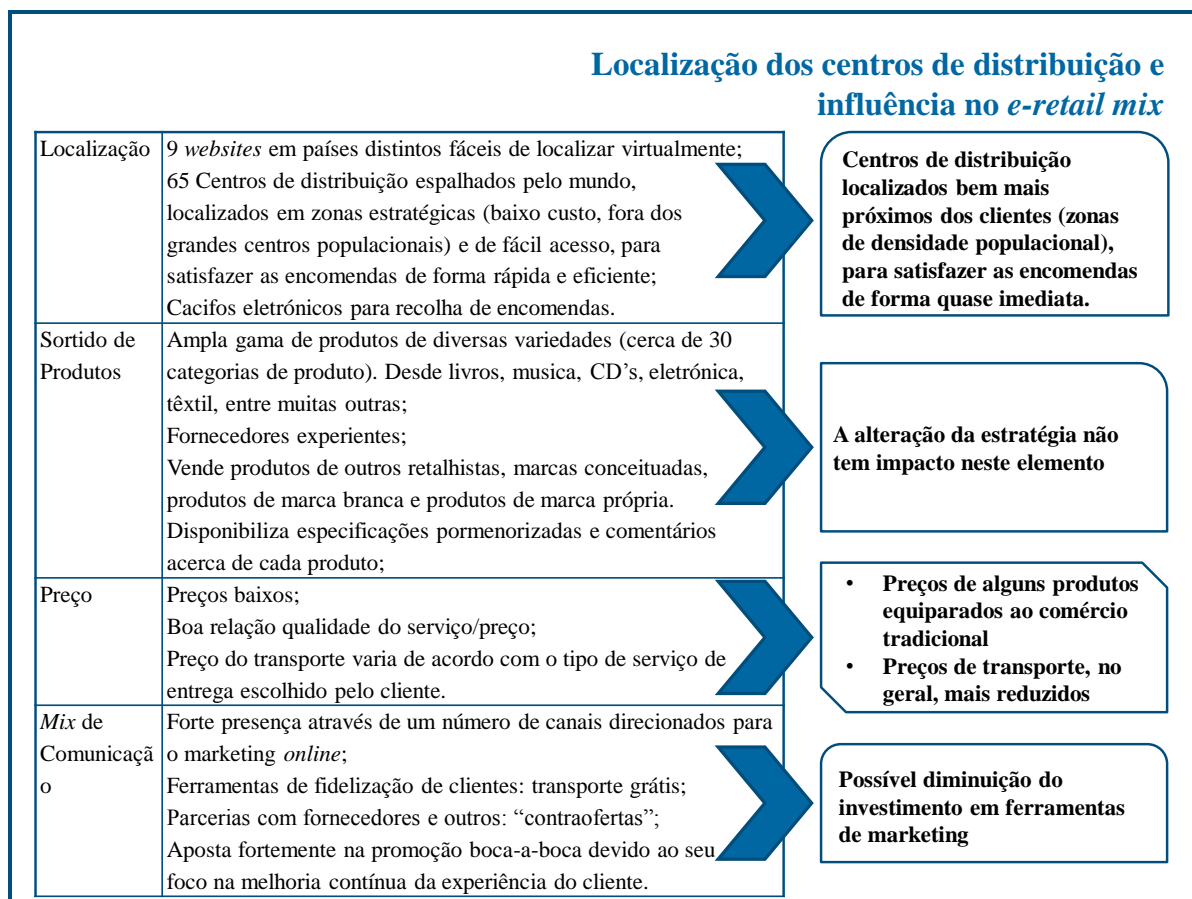 Localização dos centros de distribuição e
influência no e-retail mix
Localização
9 websites em países distintos fáceis de localizar virtualmente;
65 Centros de distribuição espalhados pelo mundo,
localizados em zonas estratégicas (baixo custo, fora dos
grandes centros populacionais) e de fácil acesso, para
satisfazer as encomendas de forma rápida e eficiente;
Cacifos eletrónicos para recolha de encomendas.
Centros de distribuição
localizados bem mais
próximos dos clientes (zonas
de densidade populacional),
para satisfazer as encomendas
de forma quase imediata.
Sortido de
Produtos
Ampla gama de produtos de diversas variedades (cerca de 30
categorias de produto). Desde livros, musica, CD's, eletrónica,
têxtil, entre muitas outras;
Fornecedores experientes;
Vende produtos de outros retalhistas, marcas conceituadas,
produtos de marca branca e produtos de marca própria.
Disponibiliza especificações pormenorizadas e comentários
acerca de cada produto;
A alteração da estratégia não
tem impacto neste elemento
Preço
Preços baixos;
Boa relação qualidade do serviço/preço;
Preço do transporte varia de acordo com o tipo de serviço de
entrega escolhido pelo cliente.
• Preços de alguns produtos
equiparados ao comércio
tradicional
• Preços de transporte, no
geral, mais reduzidos
Mix de
Comunicaçã
o
Forte presença através de um número de canais direcionados para
o marketing online;
Ferramentas de fidelização de clientes: transporte grátis;
Parcerias com fornecedores e outros: “contraofertas”;
Aposta fortemente na promoção boca-a-boca devido ao seu
foco na melhoria contínua da experiência do cliente.
Possível diminuição do
investimento em ferramentas
de marketing